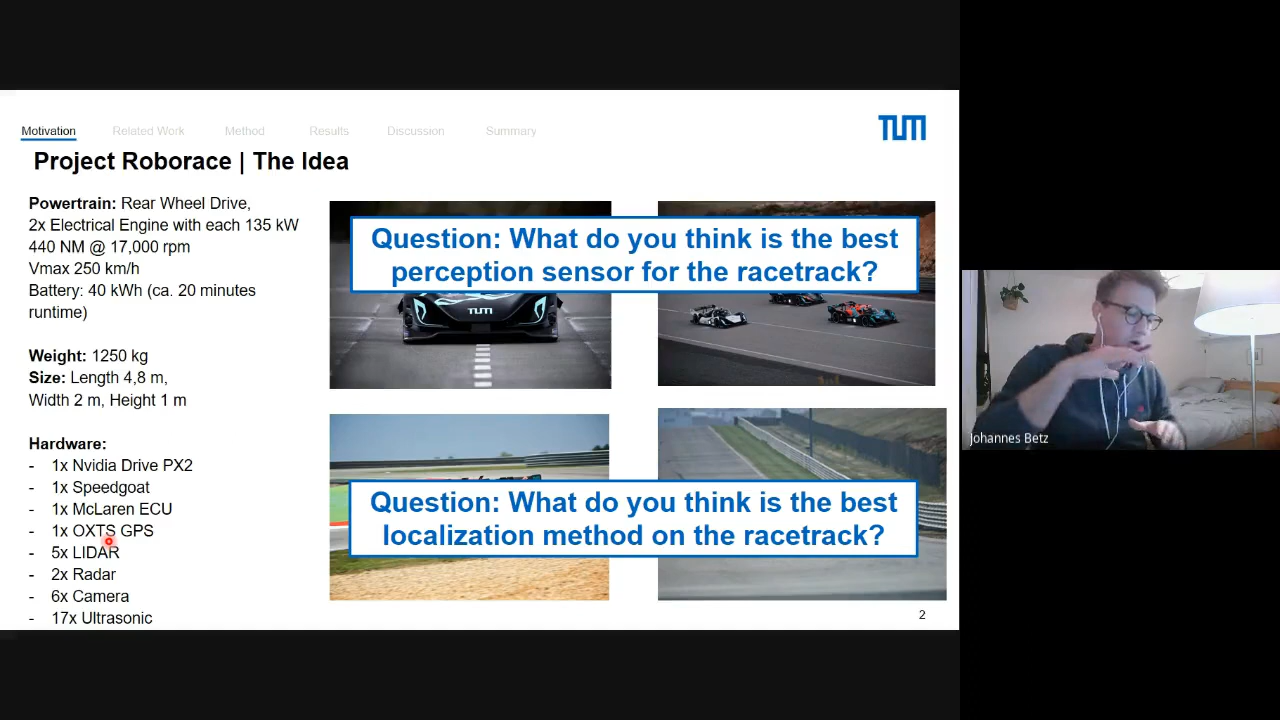 Motivation Related Work Method Results Discussion Summary
TUM
Project Roborace | The Idea
Powertrain: Rear Wheel Drive,
2x Electrical Engine with each 135 kW
440 NM @ 17,000 rpm
Vmax 250 km/h
Battery: 40 kWh (ca. 20 minutes
runtime)
Weight: 1250 kg
Size: Length 4,8 m,
Width 2 m, Height 1 m
Hardware:
- 1x Nvidia Drive PX2
- 1x Speedgoat
- 1x McLaren ECU
- 1x OXTS GPS
- 5x LIDAR
- 2x Radar
- 6x Camera
- 17x Ultrasonic
Question: What do you think is the best
perception sensor for the racetrack?
TUM
Question: What do you think is the best
localization method on the racetrack?
2
Johannes Betz